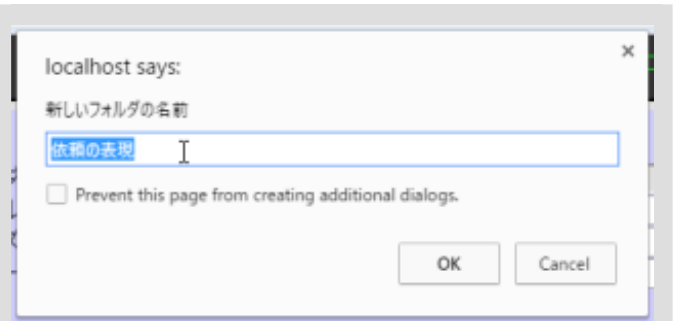 localhost says:
新しいフォルダの名前
依頼の表現
Prevent this page from creating additional dialogs.
OK
Cancel